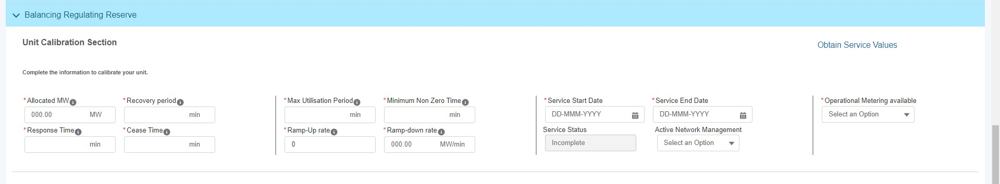 Balancing Regulating Reserve
Unit Calibration Section
Obtain Service Values
Complete the information to calibrate your unit.
*Allocated MW
000.00 MW
*Recovery period
min
*Response Time
min
*Cease Time
min
*Max Utilisation Period
min
*Minimum Non Zero Time
min
*Ramp-Up rate
0
*Ramp-down rate
000.00 MW/min
*Service Start Date
DD-MMM-YYYY
*Service End Date
DD-MMM-YYYY
Service Status
Incomplete
Active Network Management
Select an Option
*Operational Metering available
Select an Option